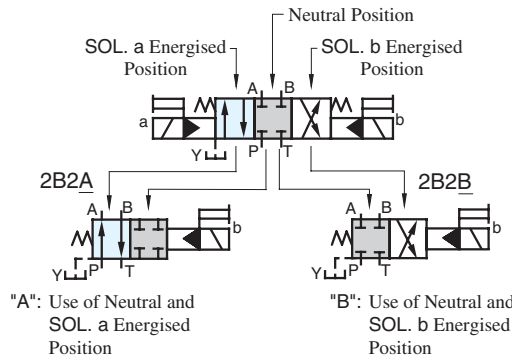 Neutral Position
SOL. a Energised
Position
SOL. b Energised
Position
A B
a
b
Y
P T
2B2A
2B2B
A B
b
Y
P T
A B
b
Y
P T
"A": Use of Neutral and
SOL. a Energised
Position
"B": Use of Neutral and
SOL. b Energised
Position